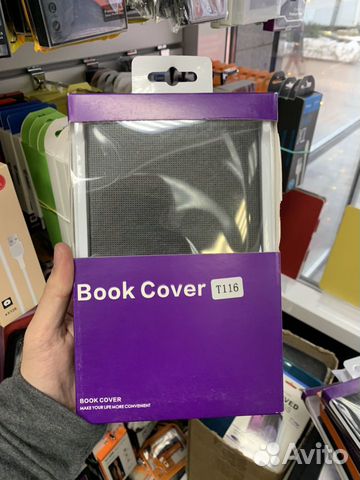 Book Cover T116
BOOK COVER
MAKE YOUR LIFE MORE CONVENIENT
Avito